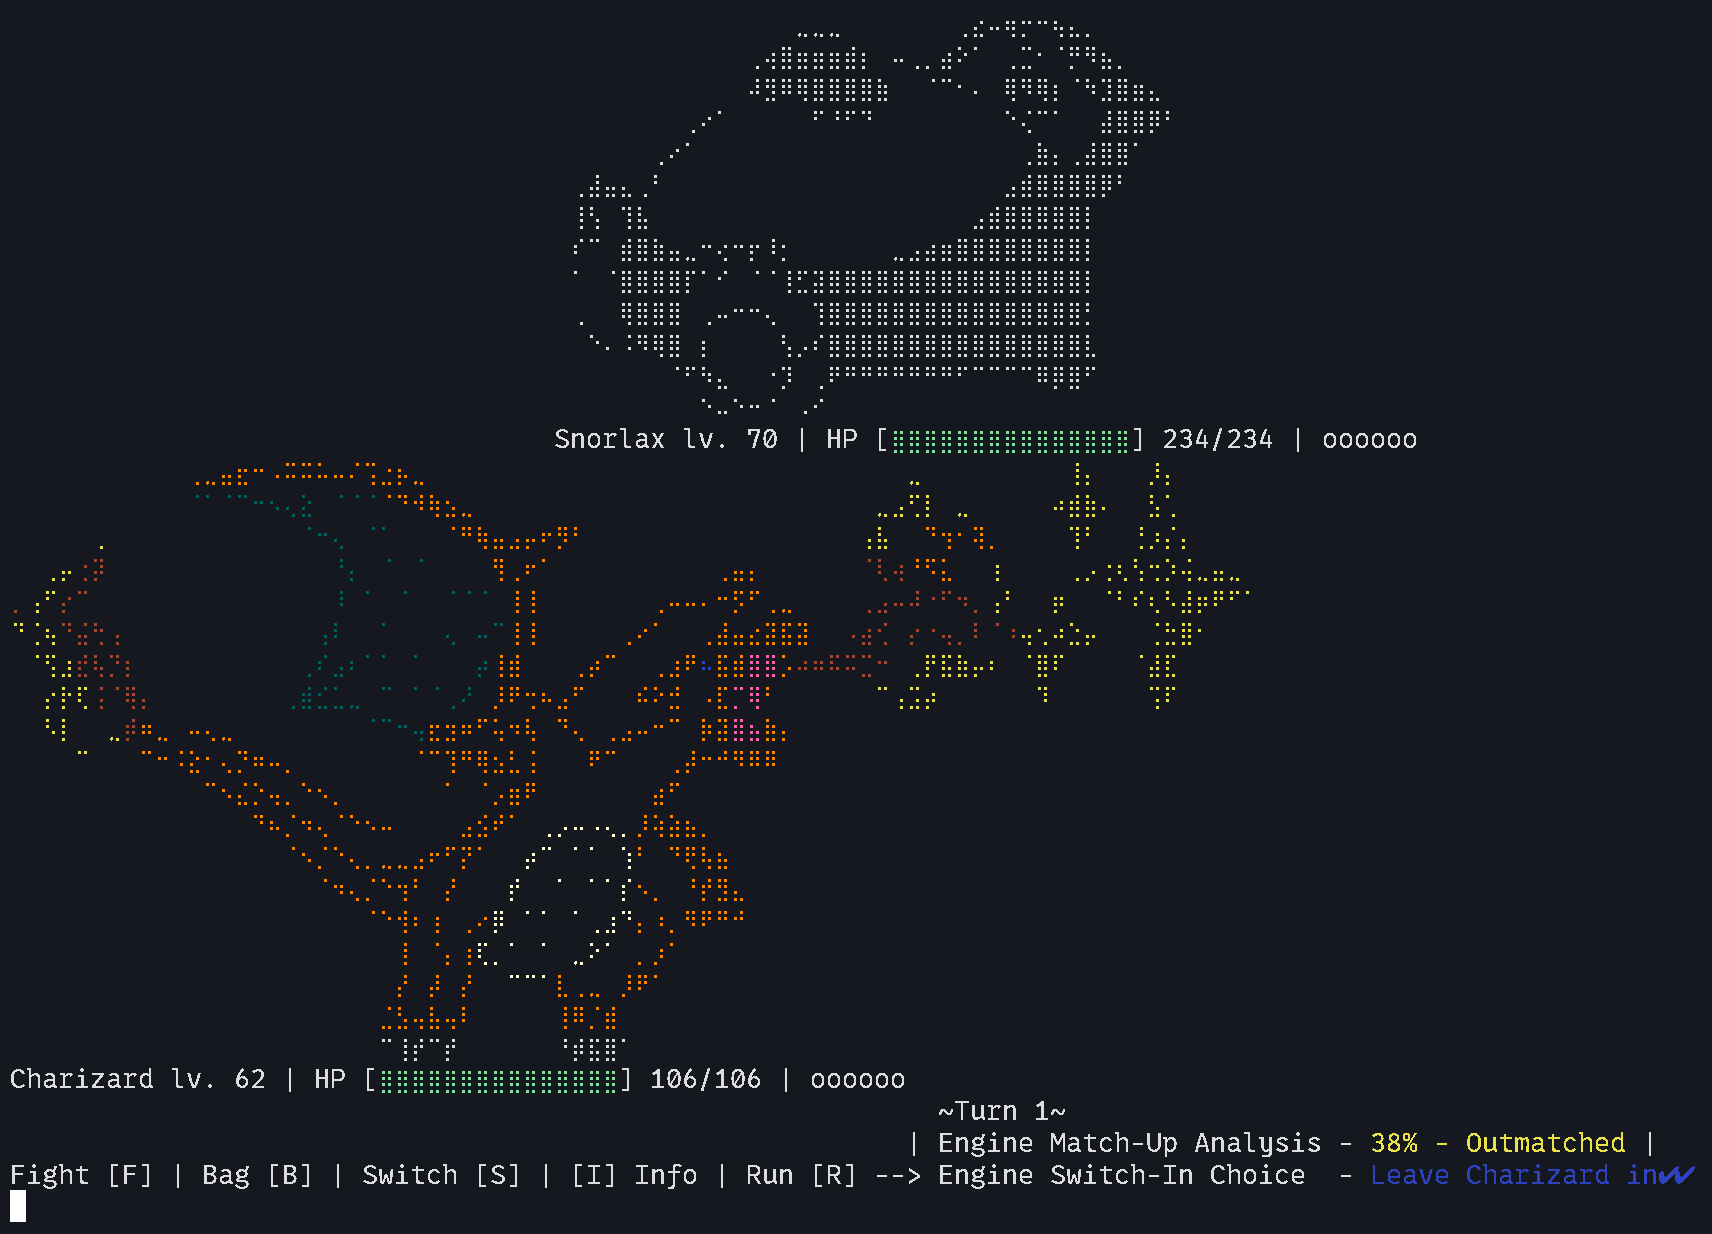 Snorlax lv. 70 | HP [⣿⣿⣿⣿⣿⣿⣿⣿⣿⣿⣿⣿⣿⣿⣿] 234/234 | oooooo
Charizard lv. 62 | HP [⣿⣿⣿⣿⣿⣿⣿⣿⣿⣿⣿⣿⣿⣿⣿] 106/106 | oooooo
~Turn 1~
| Engine Match-Up Analysis - 38% - Outmatched |
Fight [F] | Bag [B] | Switch [S] | [I] Info | Run [R] --> Engine Switch-In Choice - Leave Charizard in✔✔